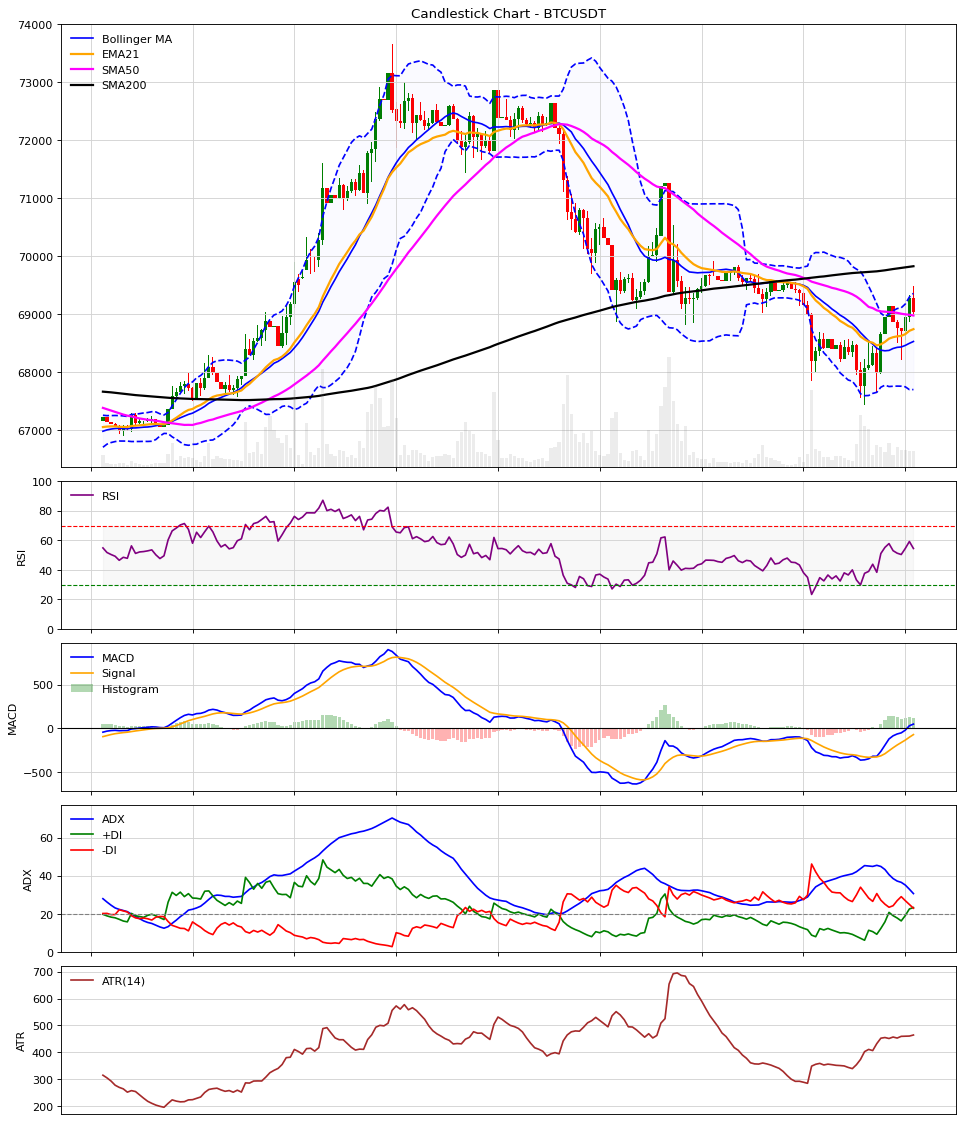 Candlestick Chart - BTCUSDT
74000
73000
72000
71000
70000
69000
68000
67000
Bollinger MA
EMA21
SMA50
SMA200
100
80
60
40
20
0
RSI
RSI
500
0
−500
MACD
MACD
Signal
Histogram
60
40
20
0
ADX
ADX
+DI
-DI
700
600
500
400
300
200
ATR
ATR(14)